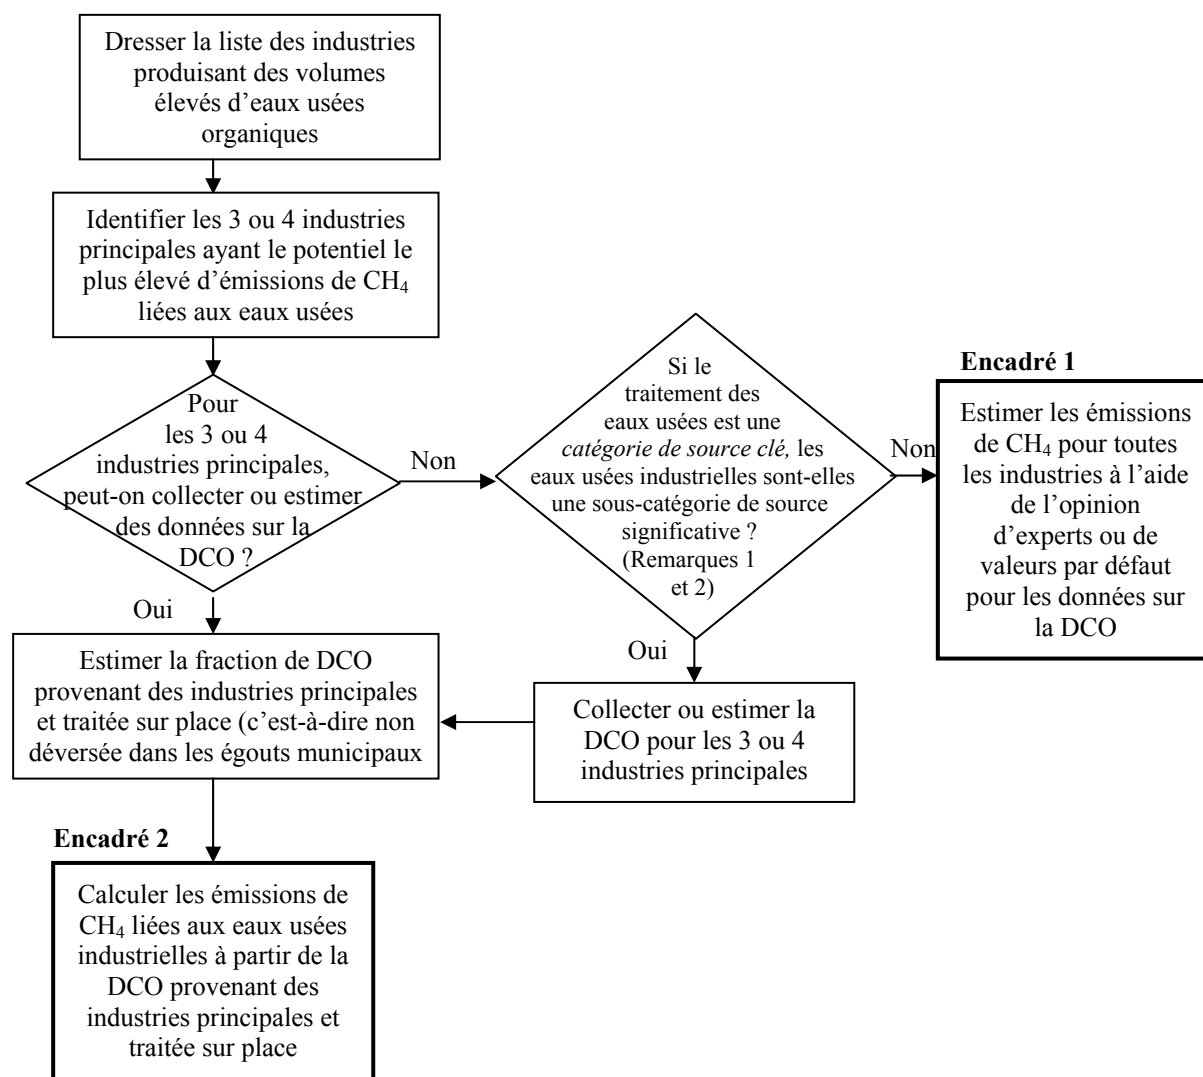 Dresser la liste des industries
produisant des volumes
élevés d’eaux usées
organiques
Identifier les 3 ou 4 industries
principales ayant le potentiel le
plus élevé d’émissions de CH₄
liées aux eaux usées
Pour
les 3 ou 4
industries principales,
peut-on collecter ou estimer
des données sur la
DCO ?
Non
Si le
traitement des
eaux usées est une
catégorie de source clé, les
eaux usées industrielles sont-elles
une sous-catégorie de source
significative ?
(Remarques 1
et 2)
Non
Encadré 1
Estimer les émissions
de CH₄ pour toutes
les industries à l’aide
de l’opinion
d’experts ou de
valeurs par défaut
pour les données sur
la DCO
Oui
Oui
Collecter ou estimer la
DCO pour les 3 ou 4
industries principales
Estimer la fraction de DCO
provenant des industries principales
et traitée sur place (c’est-à-dire non
déversée dans les égouts municipaux
Encadré 2
Calculer les émissions de
CH₄ liées aux eaux usées
industrielles à partir de la
DCO provenant des
industries principales et
traitée sur place